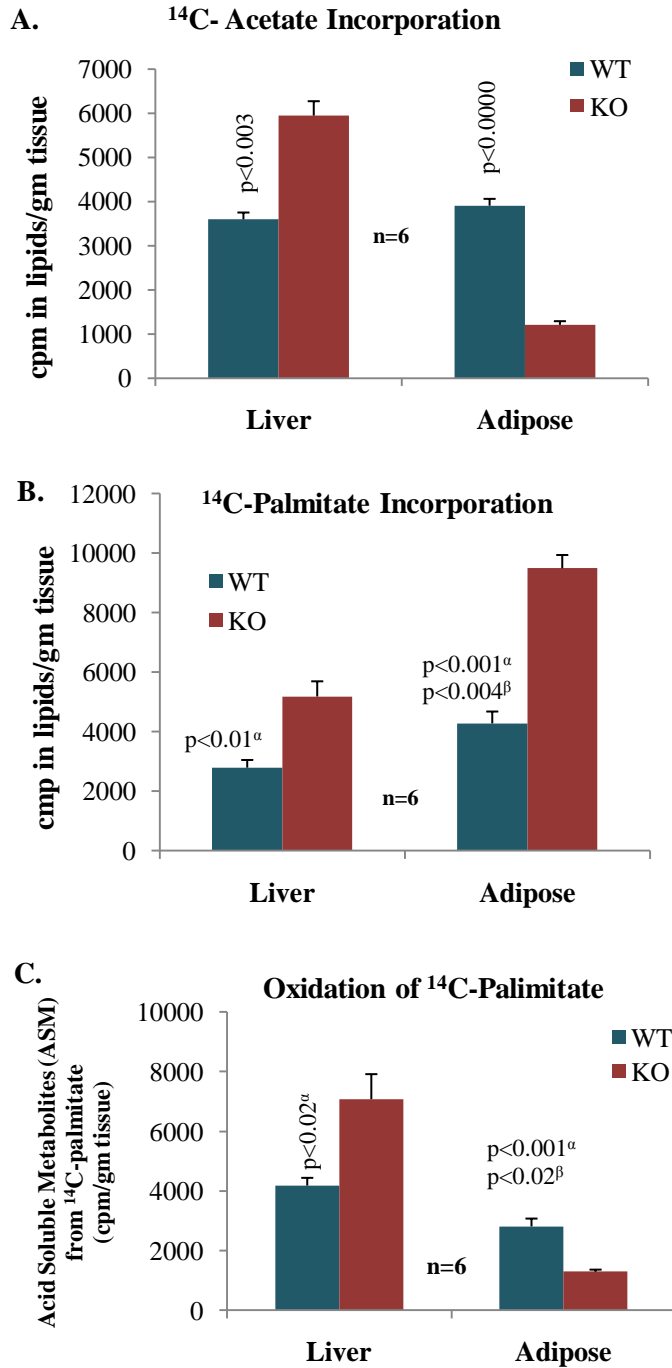 A.
¹⁴C- Acetate Incorporation
WT
KO
cpm in lipids/gm tissue
7000
6000
5000
4000
3000
2000
1000
0
p<0.003
p<0.0000
n=6
Liver Adipose
B.
¹⁴C-Palmitate Incorporation
WT
KO
cmp in lipids/gm tissue
12000
10000
8000
6000
4000
2000
0
p<0.01ᵅ
p<0.001ᵅ
p<0.004ᵝ
n=6
Liver Adipose
C.
Oxidation of ¹⁴C-Palimitate
WT
KO
Acid Soluble Metabolites (ASM)
from ¹⁴C-palmitate
(cpm/gm tissue)
10000
8000
6000
4000
2000
0
p<0.02ᵅ
p<0.001ᵅ
p<0.02ᵝ
n=6
Liver Adipose